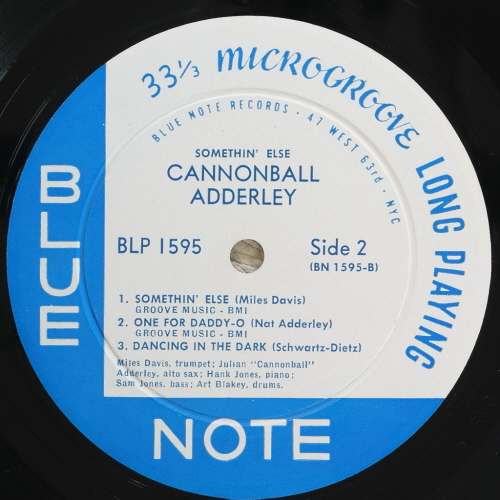 33⅓ MICROGROOVE LONG PLAYING
BLUE NOTE RECORDS · 47 WEST 63rd · NYC
SOMETHIN' ELSE
CANNONBALL
ADDERLEY
BLP 1595
Side 2
(BN 1595-B)
1. SOMETHIN' ELSE (Miles Davis)
GROOVE MUSIC - BMI
2. ONE FOR DADDY-O (Nat Adderley)
GROOVE MUSIC - BMI
3. DANCING IN THE DARK (Schwartz-Dietz)
Miles Davis, trumpet; Julian "Cannonball"
Adderley, alto sax; Hank Jones, piano;
Sam Jones, bass; Art Blakey, drums.
BLUE
NOTE